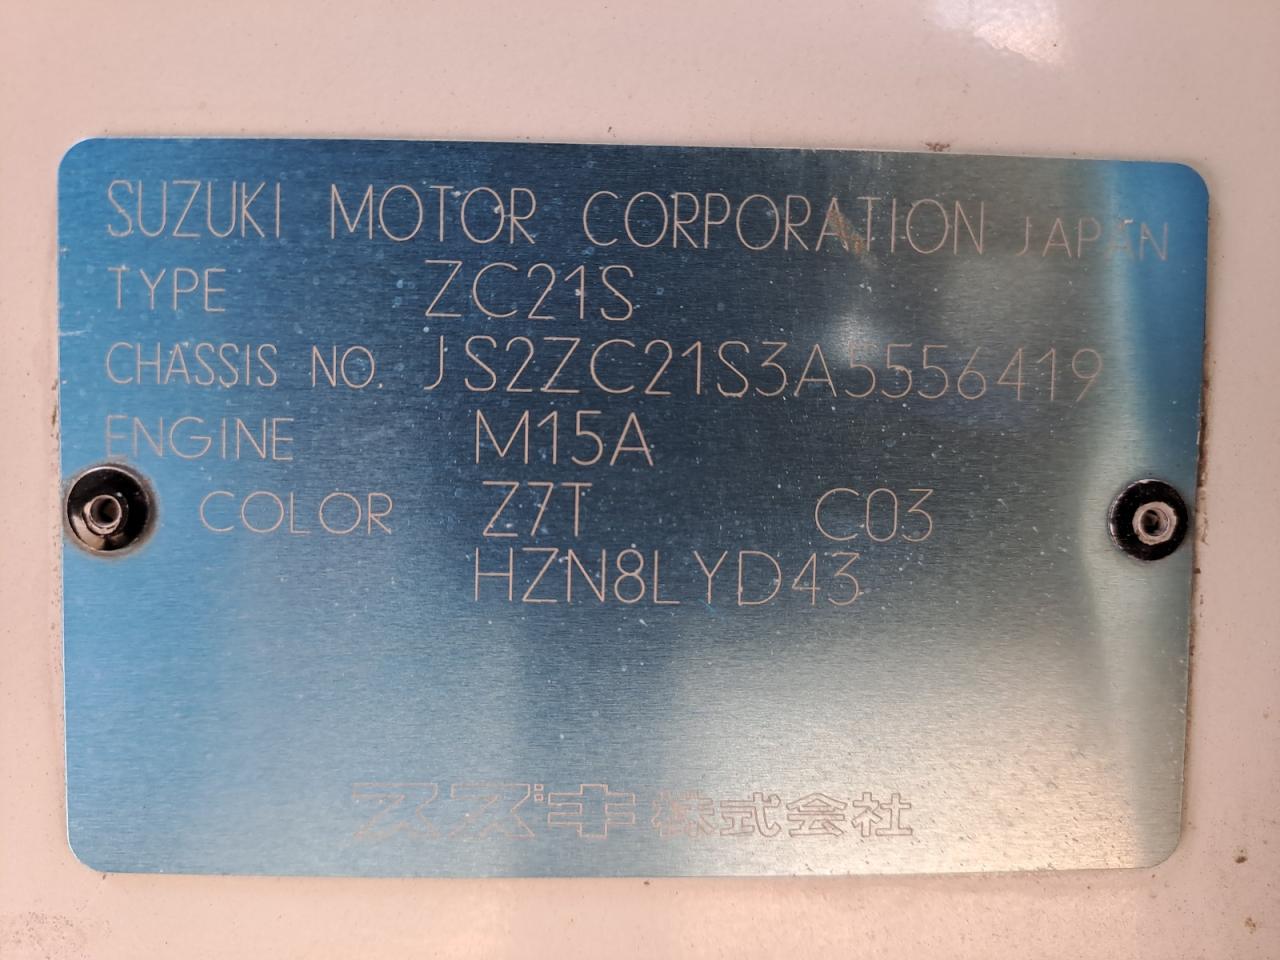 SUZUKI MOTOR CORPORATION JAPAN
TYPE ZC21S
CHASSIS NO. JS2ZC21S3A5556419
ENGINE M15A
COLOR Z7T C03
HZN8LYD43
スズキ株式会社